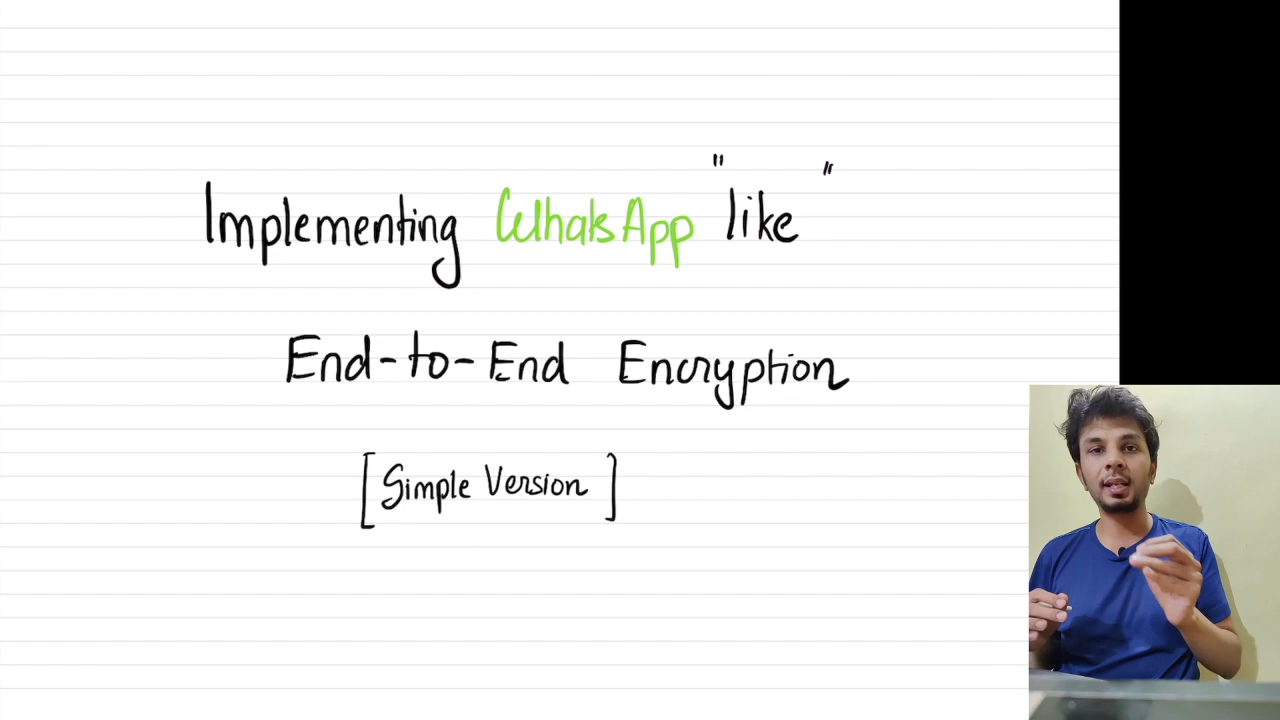 Implementing WhatsApp "like"
End-to-End Encryption
[Simple Version]